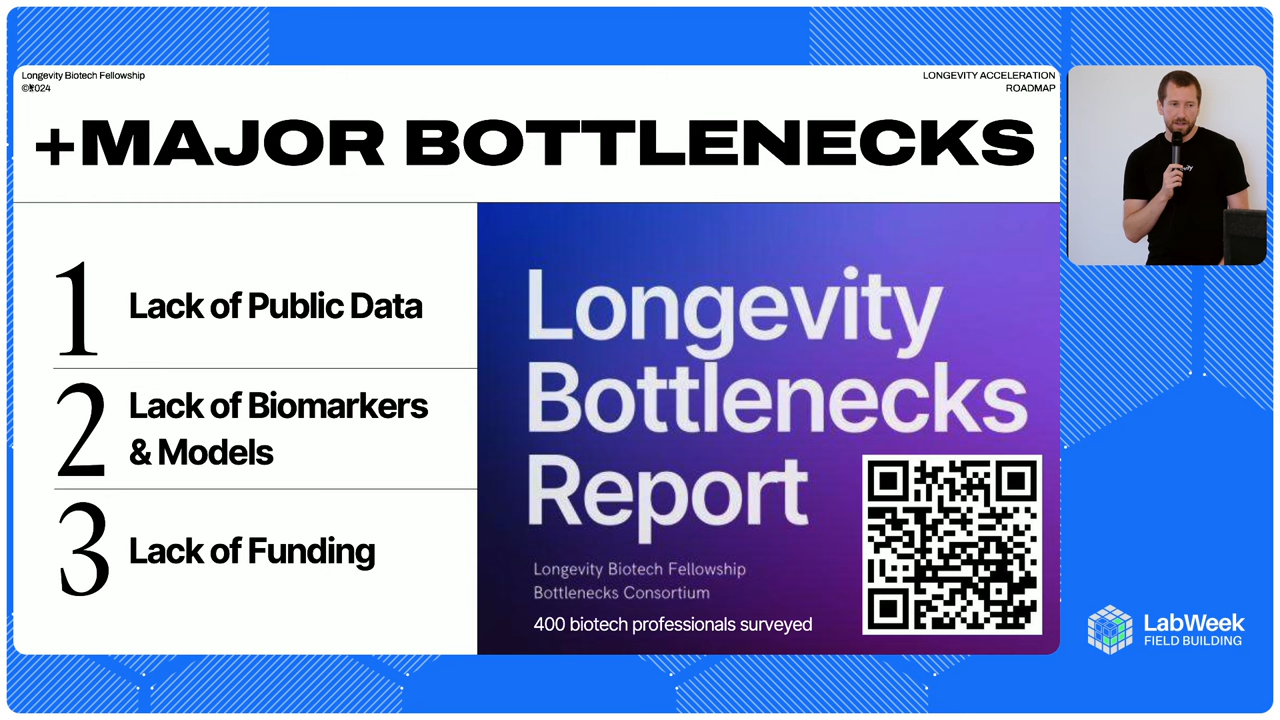 Longevity Biotech Fellowship
©2024
LONGEVITY ACCELERATION
ROADMAP
+MAJOR BOTTLENECKS
1 Lack of Public Data
2 Lack of Biomarkers
& Models
3 Lack of Funding
Longevity
Bottlenecks
Report
Longevity Biotech Fellowship
Bottlenecks Consortium
400 biotech professionals surveyed
LabWeek
FIELD BUILDING